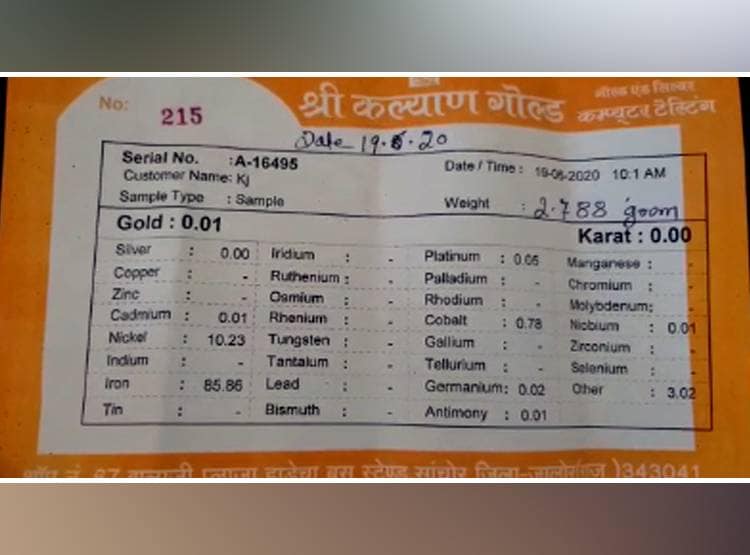 No: 215
श्री कल्याण गोल्ड
गोल्ड एंड सिल्वर
कम्प्यूटर टेस्टिंग
Date 19.6.20
Serial No. : A-16495
Date / Time : 19-06-2020 10:1 AM
Customer Name: Kj
Sample Type : Sample
Weight : 2.788 goom
Gold : 0.01
Karat : 0.00
Silver : 0.00 Iridium : - Platinum : 0.05 Manganese : -
Copper : - Ruthenium : - Palladium : - Chromium : -
Zinc : - Osmium : - Rhodium : - Molybdenum: -
Cadmium : 0.01 Rhenium : - Cobalt : 0.78 Niobium : 0.01
Nickel : 10.23 Tungsten : - Gallium : - Zirconium : -
Indium : - Tantalum : - Tellurium : - Selenium : -
Iron : 85.86 Lead : - Germanium: 0.02 Other : 3.02
Tin : - Bismuth : - Antimony : 0.01
शॉप नं. 67 बालाजी प्लाजा हाडेचा बस स्टेण्ड सांचोर जिला-जालोर )343041